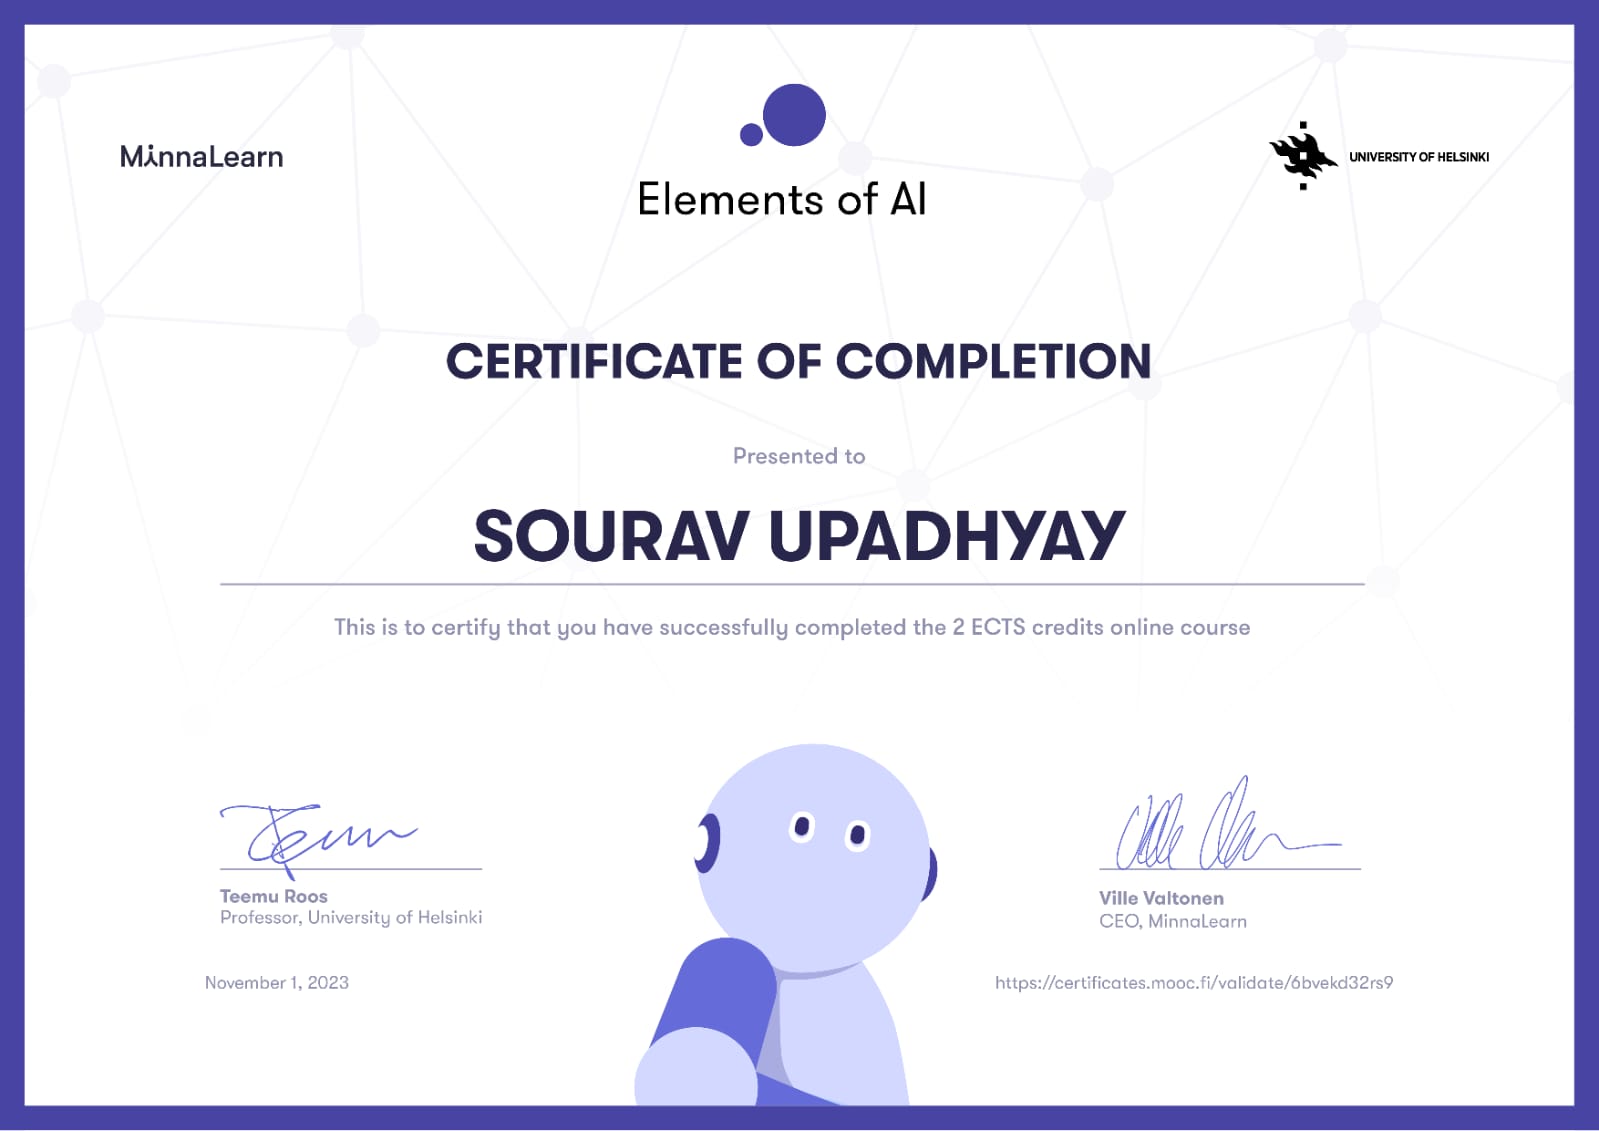 MinnaLearn
Elements of AI
UNIVERSITY OF HELSINKI
CERTIFICATE OF COMPLETION
Presented to
SOURAV UPADHYAY
This is to certify that you have successfully completed the 2 ECTS credits online course
Teemu Roos
Professor, University of Helsinki
November 1, 2023
Ville Valtonen
CEO, MinnaLearn
https://certificates.mooc.fi/validate/6bvekd32rs9